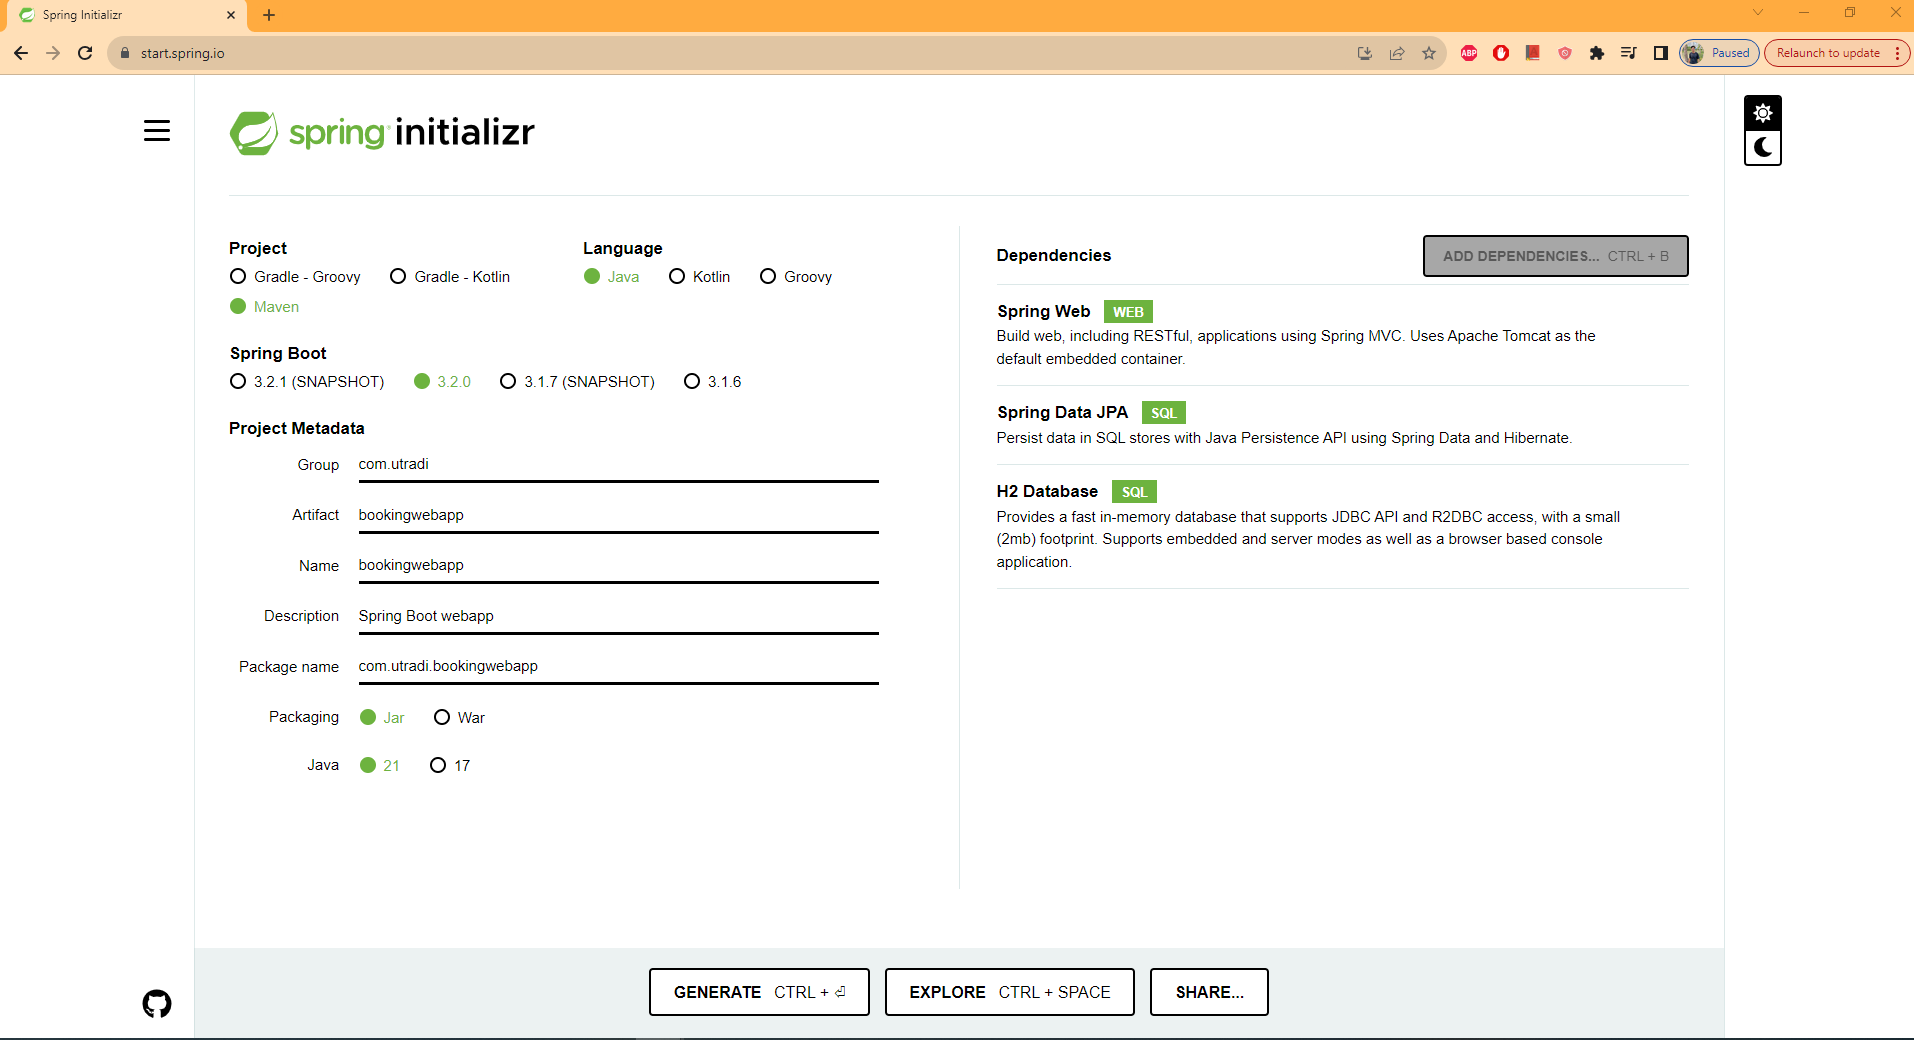 Spring Initializr
start.spring.io
ABP
Paused
Relaunch to update
spring initializr
Project
Gradle - Groovy
Gradle - Kotlin
Maven
Language
Java
Kotlin
Groovy
Spring Boot
3.2.1 (SNAPSHOT)
3.2.0
3.1.7 (SNAPSHOT)
3.1.6
Project Metadata
Group
com.utradi
Artifact
bookingwebapp
Name
bookingwebapp
Description
Spring Boot webapp
Package name
com.utradi.bookingwebapp
Packaging
Jar
War
Java
21
17
Dependencies
ADD DEPENDENCIES... CTRL + B
Spring Web WEB
Build web, including RESTful, applications using Spring MVC. Uses Apache Tomcat as the
default embedded container.
Spring Data JPA SQL
Persist data in SQL stores with Java Persistence API using Spring Data and Hibernate.
H2 Database SQL
Provides a fast in-memory database that supports JDBC API and R2DBC access, with a small
(2mb) footprint. Supports embedded and server modes as well as a browser based console
application.
GENERATE CTRL + ⏎
EXPLORE CTRL + SPACE
SHARE...